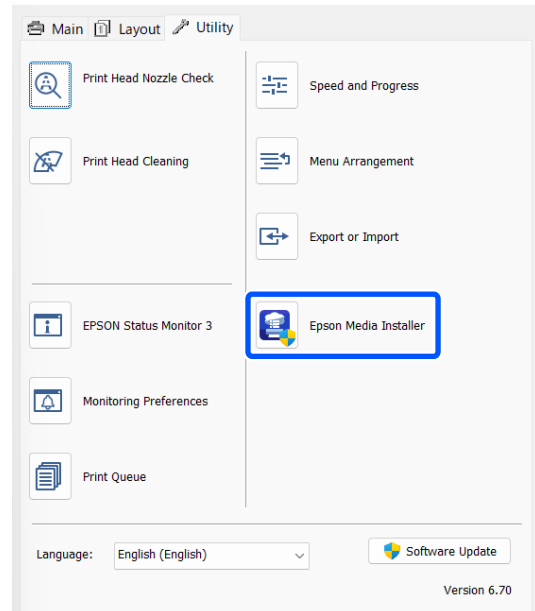 Main Layout Utility
Print Head Nozzle Check
Speed and Progress
Print Head Cleaning
Menu Arrangement
Export or Import
EPSON Status Monitor 3
Epson Media Installer
Monitoring Preferences
Print Queue
Language: English (English)
Software Update
Version 6.70